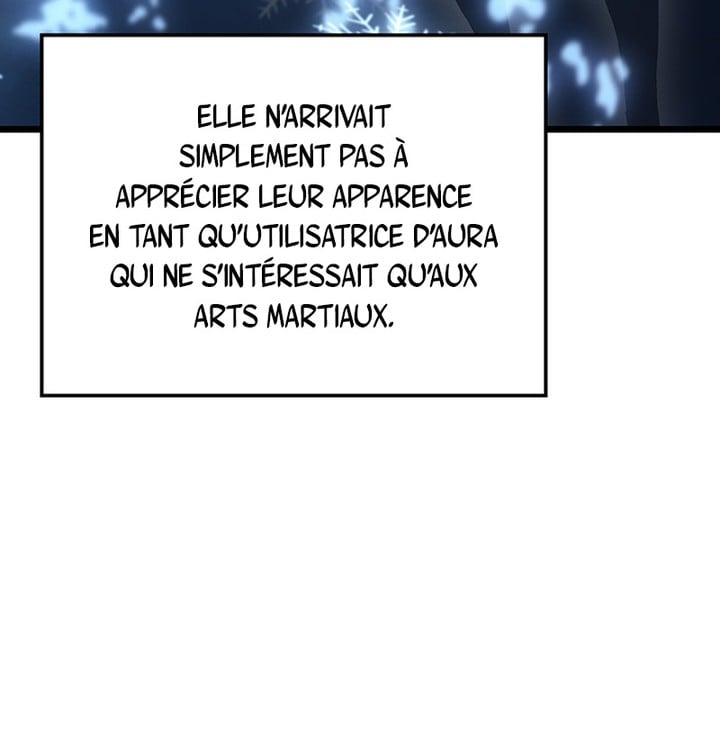 ELLE N'ARRIVAIT
SIMPLEMENT PAS À
APPRÉCIER LEUR APPARENCE
EN TANT QU'UTILISATRICE D'AURA
QUI NE S'INTÉRESSAIT QU'AUX
ARTS MARTIAUX.